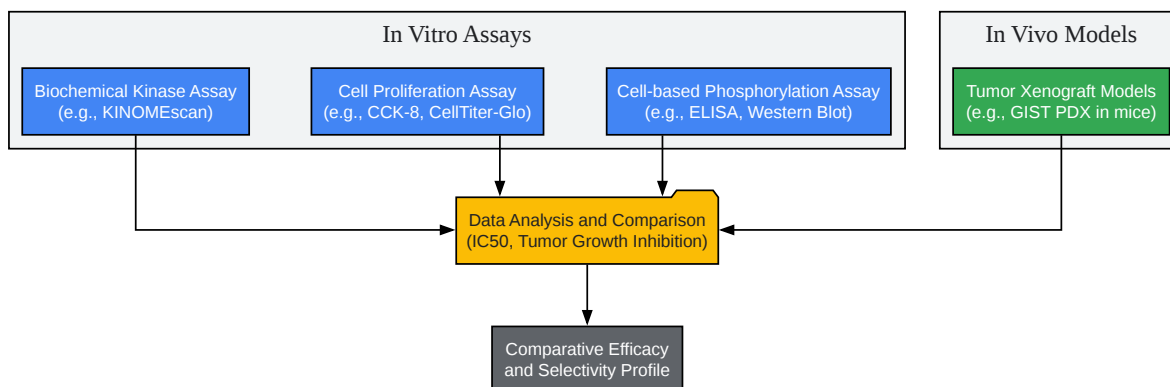 In Vitro Assays
In Vivo Models
Biochemical Kinase Assay
(e.g., KINOMEscan)
Cell Proliferation Assay
(e.g., CCK-8, CellTiter-Glo)
Cell-based Phosphorylation Assay
(e.g., ELISA, Western Blot)
Tumor Xenograft Models
(e.g., GIST PDX in mice)
Data Analysis and Comparison
(IC50, Tumor Growth Inhibition)
Comparative Efficacy
and Selectivity Profile